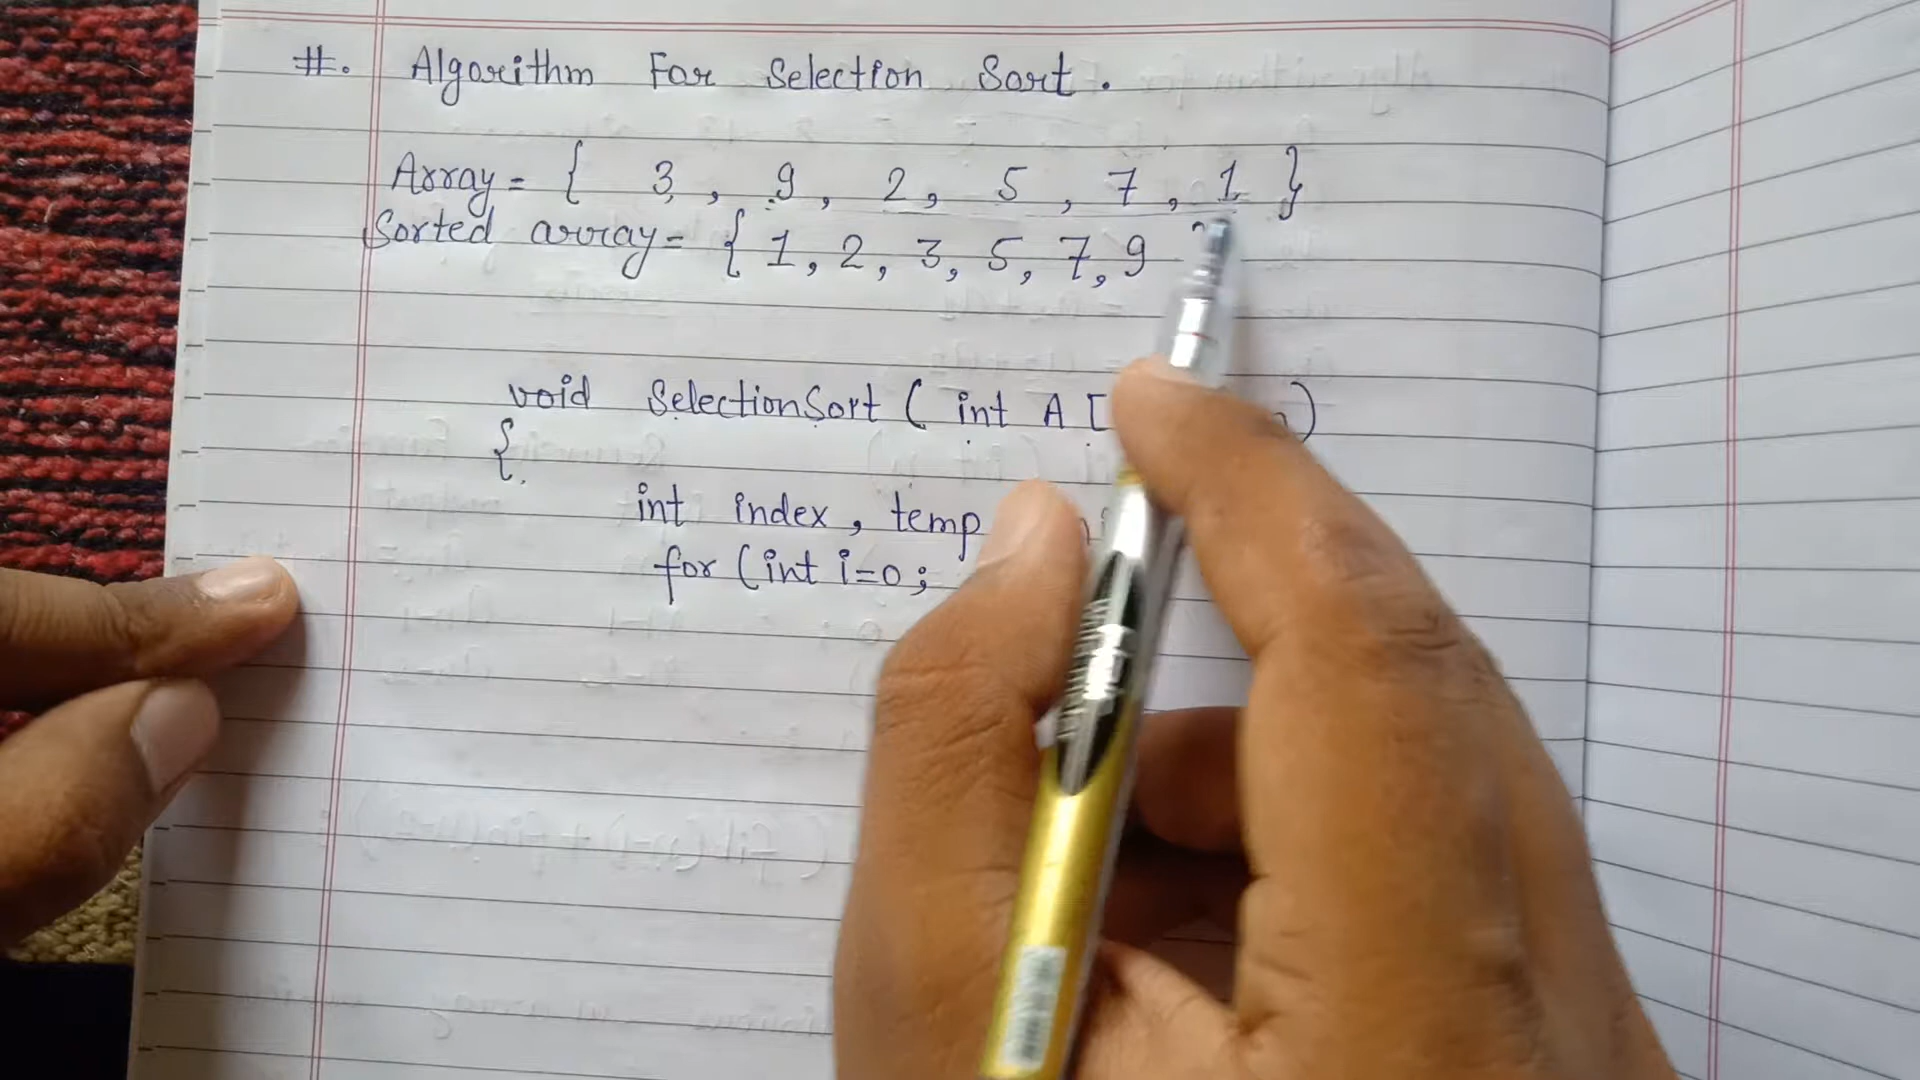 #. Algorithm For Selection Sort.
Array = { 3, 9, 2, 5, 7, 1 }
Sorted array = { 1, 2, 3, 5, 7, 9
void SelectionSort ( int A [ n )
{
int index, temp
for (int i=0;